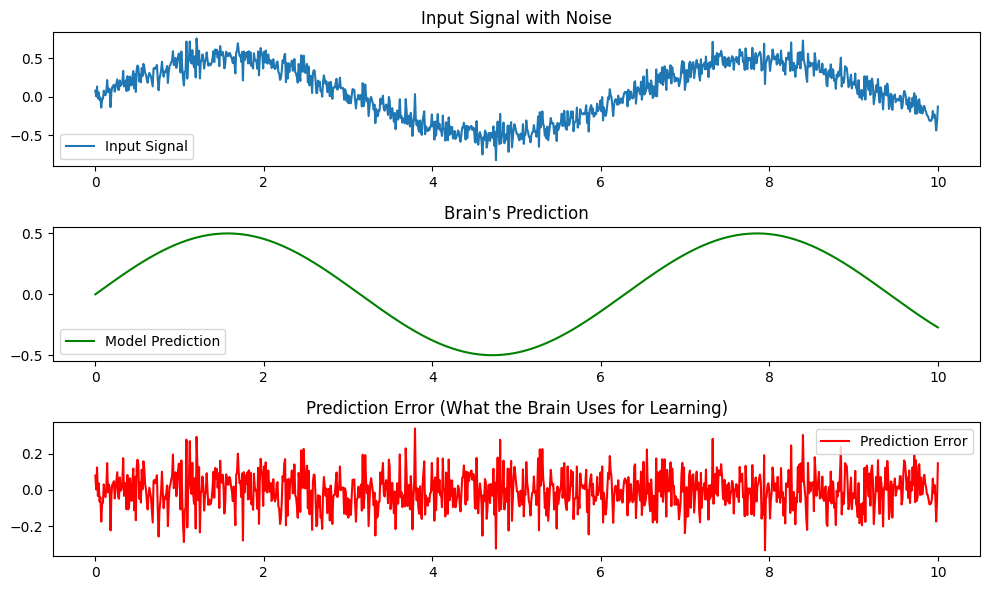 Input Signal with Noise
0.5
0.0
−0.5
Input Signal
0 2 4 6 8 10
Brain's Prediction
0.5
0.0
−0.5
Model Prediction
0 2 4 6 8 10
Prediction Error (What the Brain Uses for Learning)
Prediction Error
0.2
0.0
−0.2
0 2 4 6 8 10